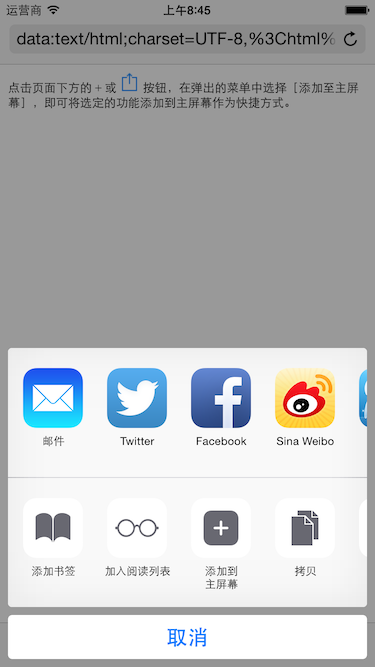 运营商 上午8:45
data:text/html;charset=UTF-8,%3Chtml%
点击页面下方的 + 或 按钮，在弹出的菜单中选择［添加至主屏
幕］，即可将选定的功能添加到主屏幕作为快捷方式。
邮件 Twitter Facebook Sina Weibo
添加书签 加入阅读列表 添加到 拷贝
主屏幕
取消